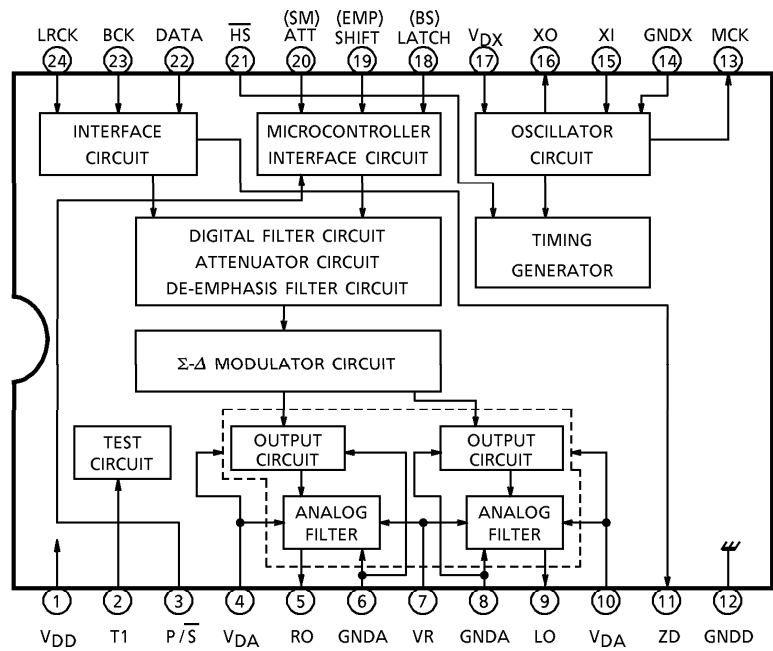 (SM) (EMP) (BS)
LRCK BCK DATA H̅S̅ ATT SHIFT LATCH VDX XO XI GNDX MCK
24 23 22 21 20 19 18 17 16 15 14 13
INTERFACE CIRCUIT
MICROCONTROLLER INTERFACE CIRCUIT
OSCILLATOR CIRCUIT
DIGITAL FILTER CIRCUIT
ATTENUATOR CIRCUIT
DE-EMPHASIS FILTER CIRCUIT
TIMING GENERATOR
Σ-Δ MODULATOR CIRCUIT
TEST CIRCUIT
OUTPUT CIRCUIT
OUTPUT CIRCUIT
ANALOG FILTER
ANALOG FILTER
1 2 3 4 5 6 7 8 9 10 11 12
VDD T1 P/S̅ VDA RO GNDA VR GNDA LO VDA ZD GNDD